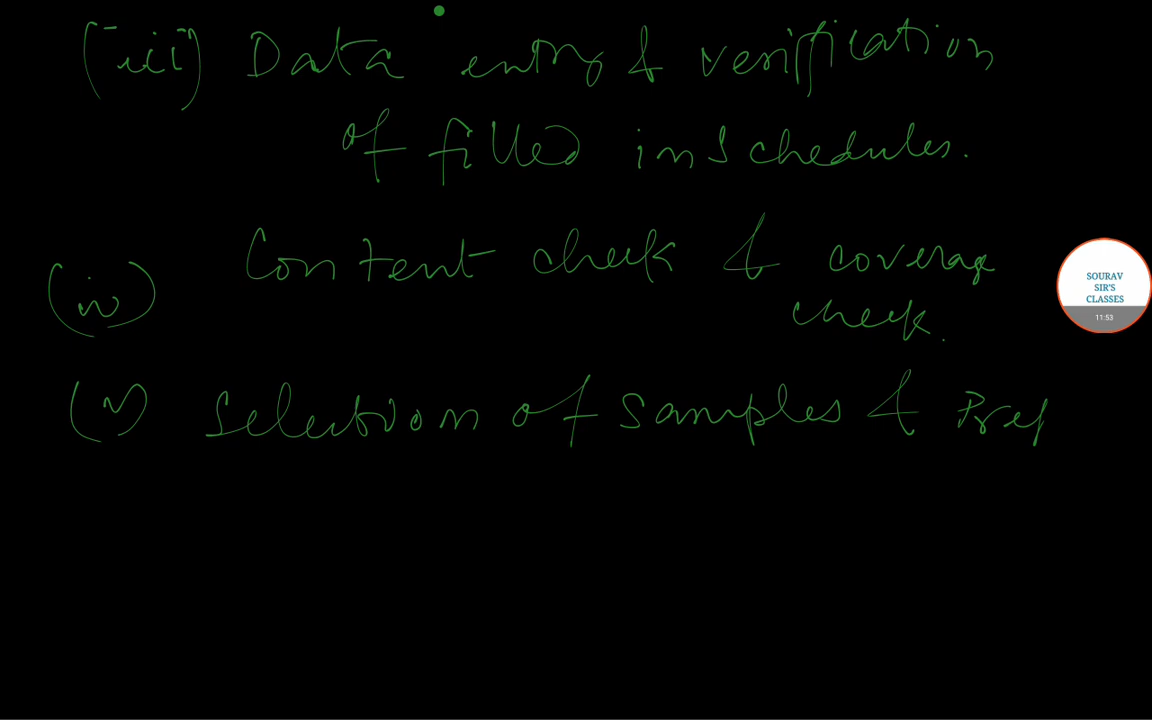 (iii) Data entry & verification
of filled in Schedules.
(iv) Content check & coverage
check.
(v) Selection of samples & Prep
SOURAV
SIR'S
CLASSES
11:53